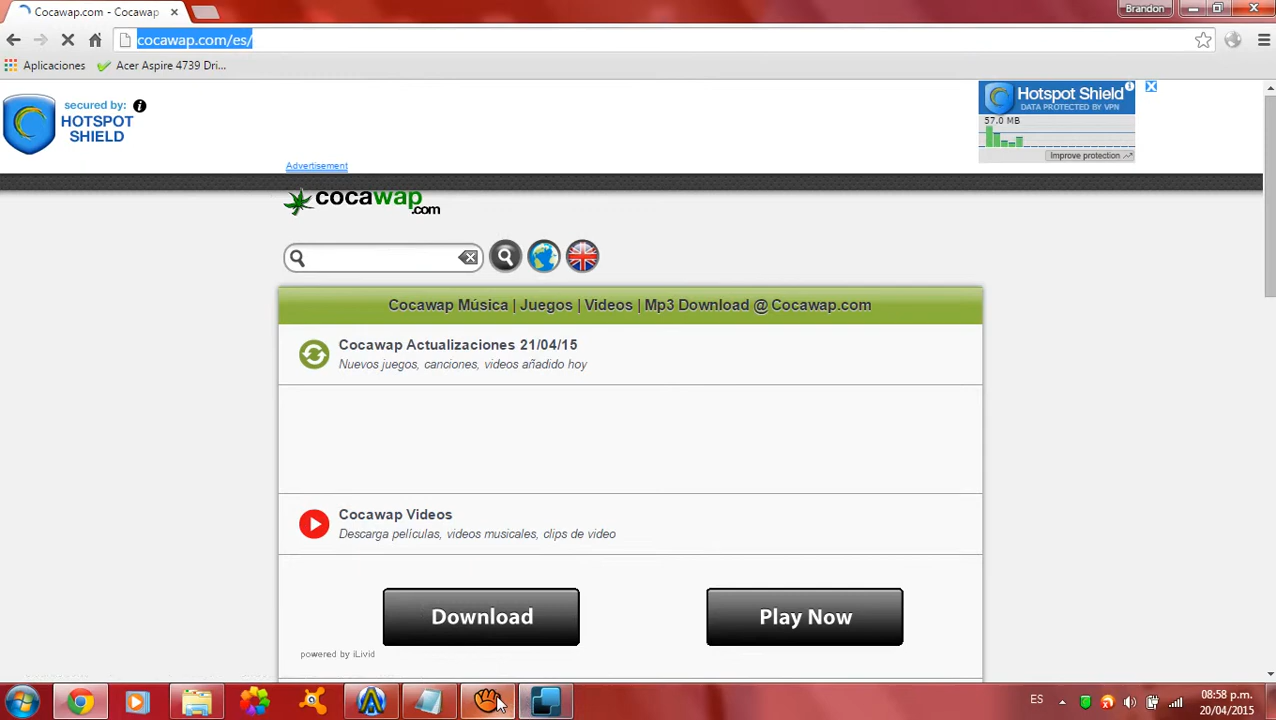 Cocawap.com - Cocawap
Brandon
cocawap.com/es/
Aplicaciones
Acer Aspire 4739 Dri...
secured by:
HOTSPOT
SHIELD
Hotspot Shield
DATA PROTECTED BY VPN
57.0 MB
Improve protection
Advertisement
cocawap
.com
Cocawap Música | Juegos | Videos | Mp3 Download @ Cocawap.com
Cocawap Actualizaciones 21/04/15
Nuevos juegos, canciones, videos añadido hoy
Cocawap Videos
Descarga películas, videos musicales, clips de video
Download
Play Now
powered by iLivid
ES
08:58 p.m.
20/04/2015